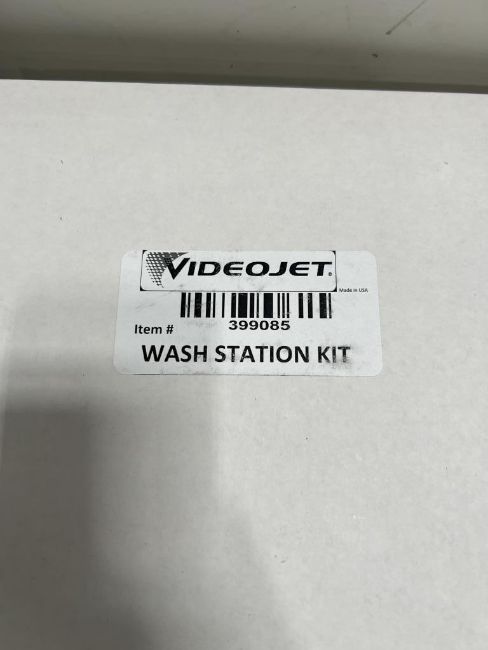 VIDEOJET®
Made in USA
399085
Item #
WASH STATION KIT